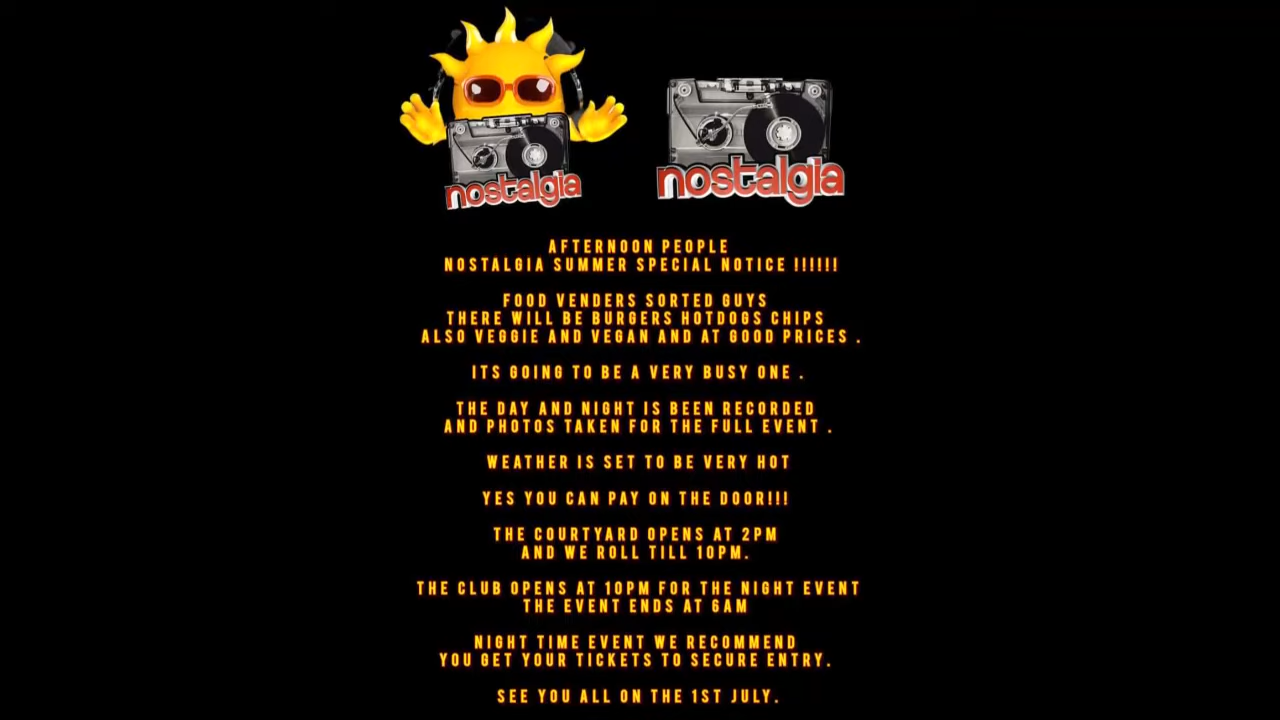 nostalgia
nostalgia
AFTERNOON PEOPLE
NOSTALGIA SUMMER SPECIAL NOTICE !!!!!!
FOOD VENDERS SORTED GUYS
THERE WILL BE BURGERS HOTDOGS CHIPS
ALSO VEGGIE AND VEGAN AND AT GOOD PRICES .
ITS GOING TO BE A VERY BUSY ONE .
THE DAY AND NIGHT IS BEEN RECORDED
AND PHOTOS TAKEN FOR THE FULL EVENT .
WEATHER IS SET TO BE VERY HOT
YES YOU CAN PAY ON THE DOOR!!!
THE COURTYARD OPENS AT 2PM
AND WE ROLL TILL 10PM.
THE CLUB OPENS AT 10PM FOR THE NIGHT EVENT
THE EVENT ENDS AT 6AM
NIGHT TIME EVENT WE RECOMMEND
YOU GET YOUR TICKETS TO SECURE ENTRY.
SEE YOU ALL ON THE 1ST JULY.